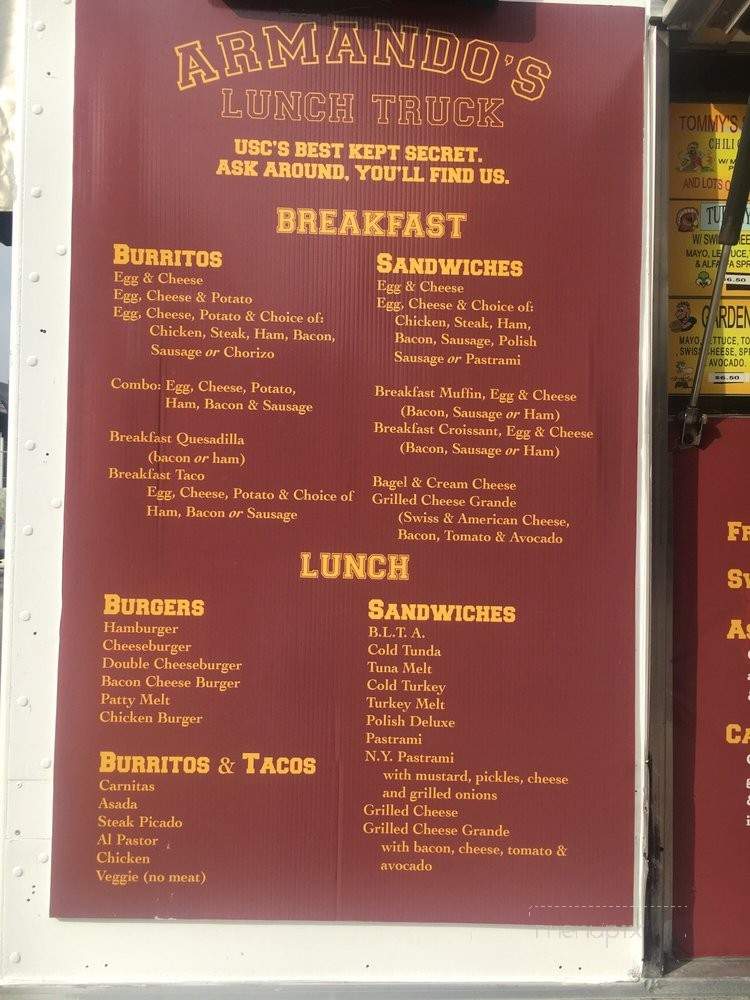 ARMANDO'S
LUNCH TRUCK
USC'S BEST KEPT SECRET.
ASK AROUND, YOU'LL FIND US.
BREAKFAST
BURRITOS
Egg & Cheese
Egg, Cheese & Potato
Egg, Cheese, Potato & Choice of:
Chicken, Steak, Ham, Bacon,
Sausage or Chorizo
Combo: Egg, Cheese, Potato,
Ham, Bacon & Sausage
Breakfast Quesadilla
(bacon or ham)
Breakfast Taco
Egg, Cheese, Potato & Choice of
Ham, Bacon or Sausage
SANDWICHES
Egg & Cheese
Egg, Cheese & Choice of:
Chicken, Steak, Ham,
Bacon, Sausage, Polish
Sausage or Pastrami
Breakfast Muffin, Egg & Cheese
(Bacon, Sausage or Ham)
Breakfast Croissant, Egg & Cheese
(Bacon, Sausage or Ham)
Bagel & Cream Cheese
Grilled Cheese Grande
(Swiss & American Cheese,
Bacon, Tomato & Avocado
LUNCH
BURGERS
Hamburger
Cheeseburger
Double Cheeseburger
Bacon Cheese Burger
Patty Melt
Chicken Burger
BURRITOS & TACOS
Carnitas
Asada
Steak Picado
Al Pastor
Chicken
Veggie (no meat)
SANDWICHES
B.L.T. A.
Cold Tunda
Tuna Melt
Cold Turkey
Turkey Melt
Polish Deluxe
Pastrami
N.Y. Pastrami
with mustard, pickles, cheese
and grilled onions
Grilled Cheese
Grilled Cheese Grande
with bacon, cheese, tomato &
avocado
TOMMY'S
CHILI
AND LOTS
MAYO, LETTUCE,
& ALFALFA
6.50
GARDEN
MAYO, LETTUCE,
SWISS CHEESE,
AVOCADO.
$6.50
menupix